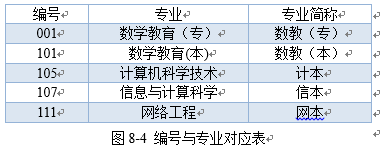 编号 专业 专业简称
001 数学教育（专） 数教（专）
101 数学教育(本) 数教（本）
105 计算机科学技术 计本
107 信息与计算科学 信本
111 网络工程 网本
图 8-4 编号与专业对应表